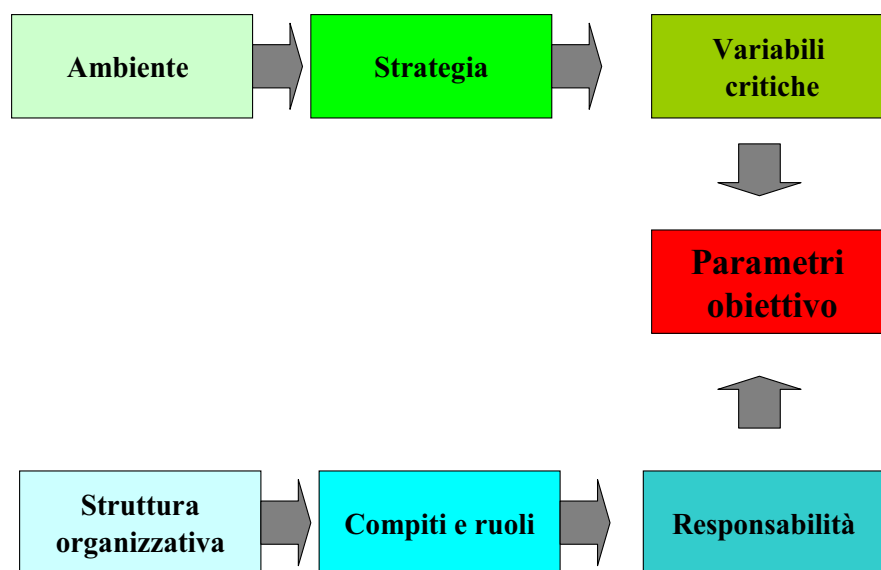 Ambiente
Strategia
Variabili
critiche
Parametri
obiettivo
Struttura
organizzativa
Compiti e ruoli
Responsabilità